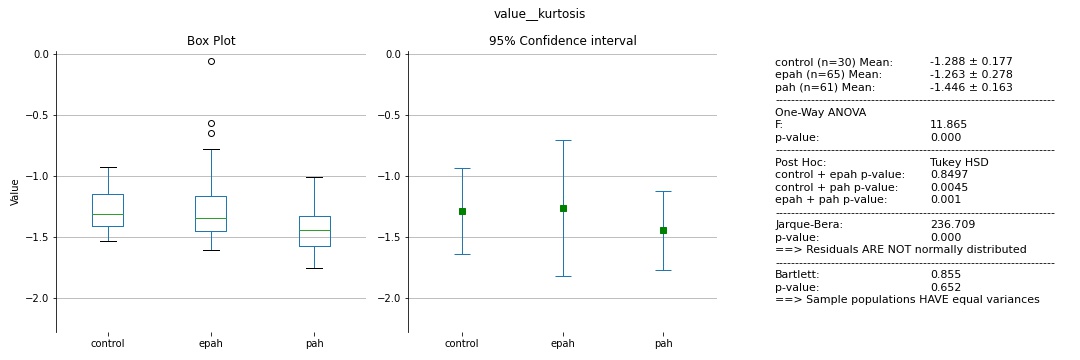 value__kurtosis
Box Plot
0.0
−0.5
−1.0
−1.5
−2.0
Value
control
epah
pah
95% Confidence interval
0.0
−0.5
−1.0
−1.5
−2.0
control
epah
pah
control (n=30) Mean: -1.288 ± 0.177
epah (n=65) Mean: -1.263 ± 0.278
pah (n=61) Mean: -1.446 ± 0.163
One-Way ANOVA
F: 11.865
p-value: 0.000
Post Hoc: Tukey HSD
control + epah p-value: 0.8497
control + pah p-value: 0.0045
epah + pah p-value: 0.001
Jarque-Bera: 236.709
p-value: 0.000
==> Residuals ARE NOT normally distributed
Bartlett: 0.855
p-value: 0.652
==> Sample populations HAVE equal variances